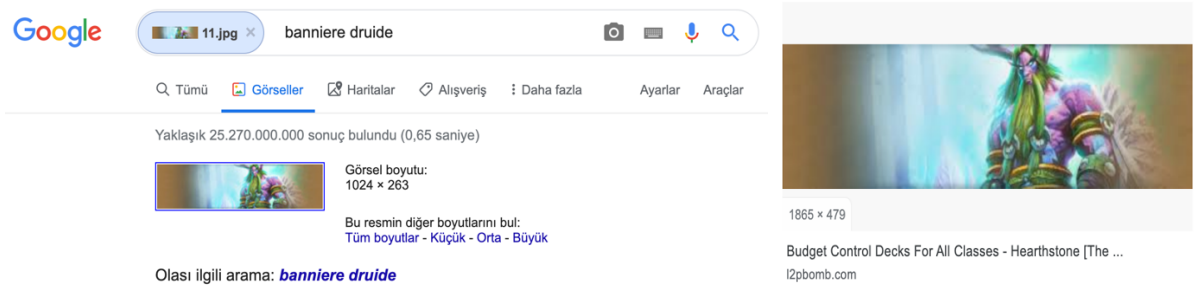 Google
11.jpg × banniere druide
Tümü Görseller Haritalar Alışveriş Daha fazla Ayarlar Araçlar
Yaklaşık 25.270.000.000 sonuç bulundu (0,65 saniye)
Görsel boyutu:
1024 × 263
Bu resmin diğer boyutlarını bul:
Tüm boyutlar - Küçük - Orta - Büyük
Olası ilgili arama: banniere druide
1865 × 479
Budget Control Decks For All Classes - Hearthstone [The ...
l2pbomb.com